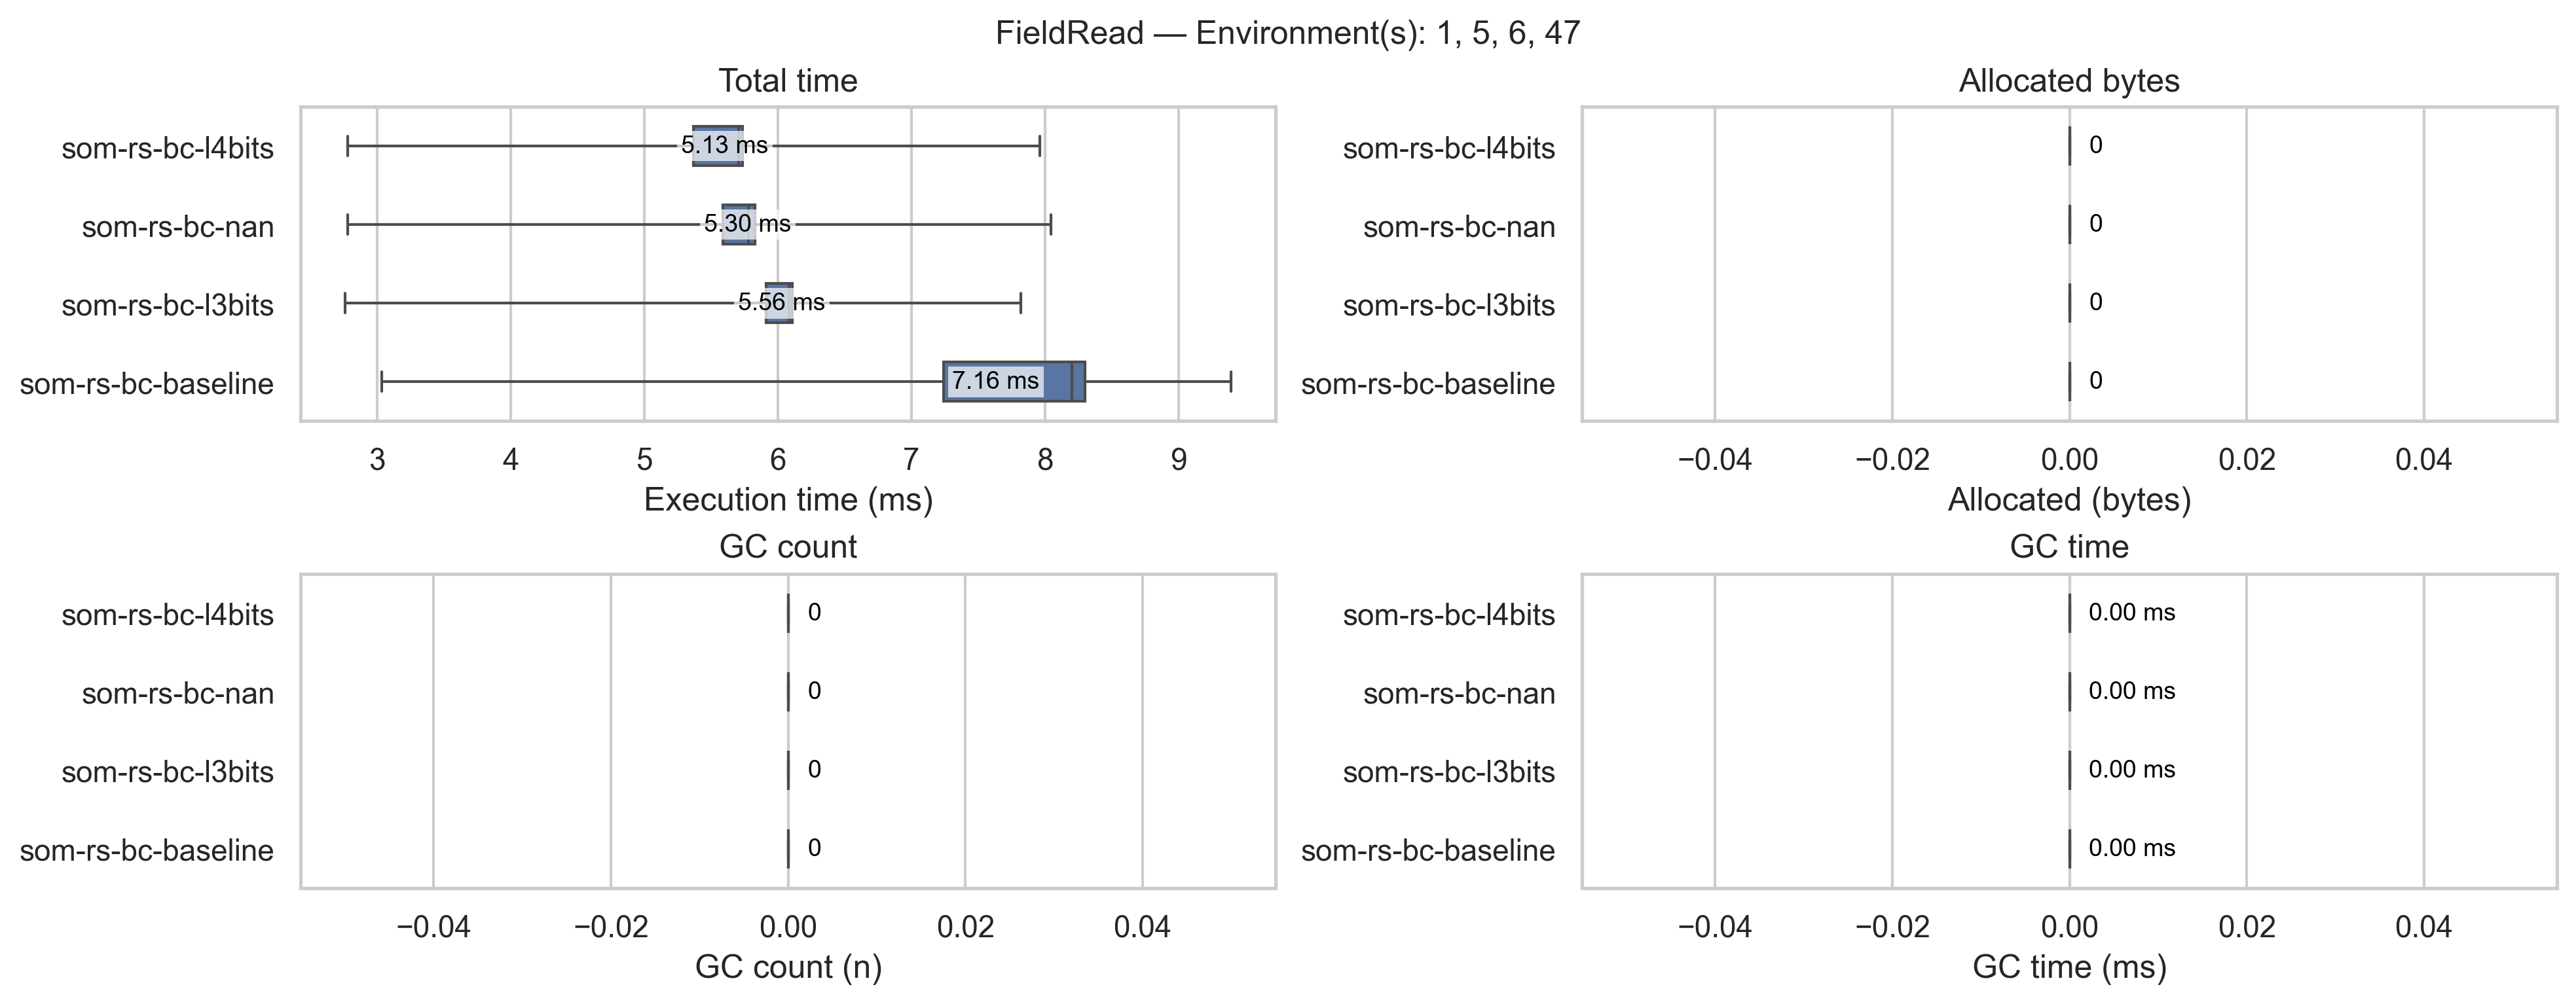 FieldRead — Environment(s): 1, 5, 6, 47
Total time
som-rs-bc-l4bits
5.13 ms
som-rs-bc-nan
5.30 ms
som-rs-bc-l3bits
5.56 ms
som-rs-bc-baseline
7.16 ms
3 4 5 6 7 8 9
Execution time (ms)
Allocated bytes
som-rs-bc-l4bits
0
som-rs-bc-nan
0
som-rs-bc-l3bits
0
som-rs-bc-baseline
0
−0.04 −0.02 0.00 0.02 0.04
Allocated (bytes)
GC count
som-rs-bc-l4bits
0
som-rs-bc-nan
0
som-rs-bc-l3bits
0
som-rs-bc-baseline
0
−0.04 −0.02 0.00 0.02 0.04
GC count (n)
GC time
som-rs-bc-l4bits
0.00 ms
som-rs-bc-nan
0.00 ms
som-rs-bc-l3bits
0.00 ms
som-rs-bc-baseline
0.00 ms
−0.04 −0.02 0.00 0.02 0.04
GC time (ms)